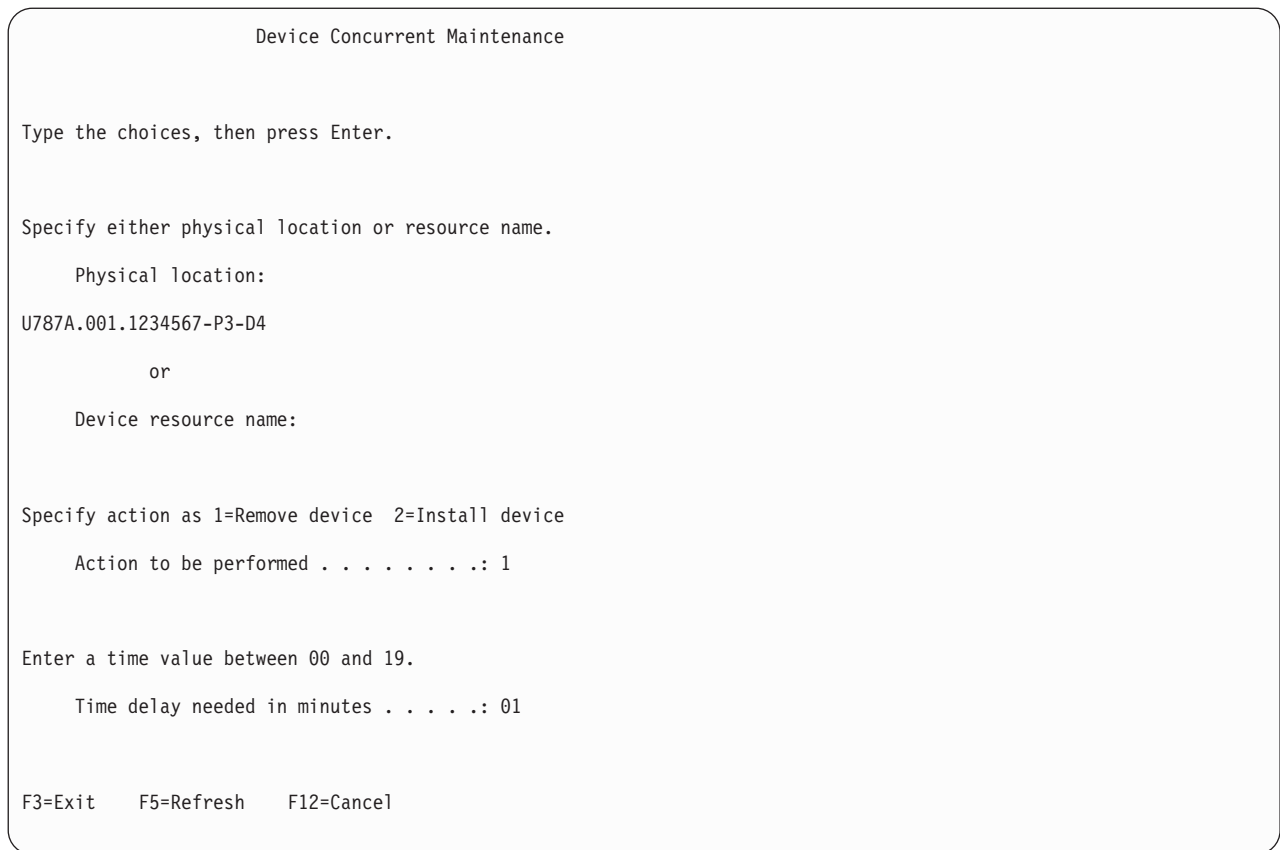 Device Concurrent Maintenance
Type the choices, then press Enter.
Specify either physical location or resource name.
Physical location:
U787A.001.1234567-P3-D4
or
Device resource name:
Specify action as 1=Remove device 2=Install device
Action to be performed . . . . . . . .: 1
Enter a time value between 00 and 19.
Time delay needed in minutes . . . . .: 01
F3=Exit F5=Refresh F12=Cancel